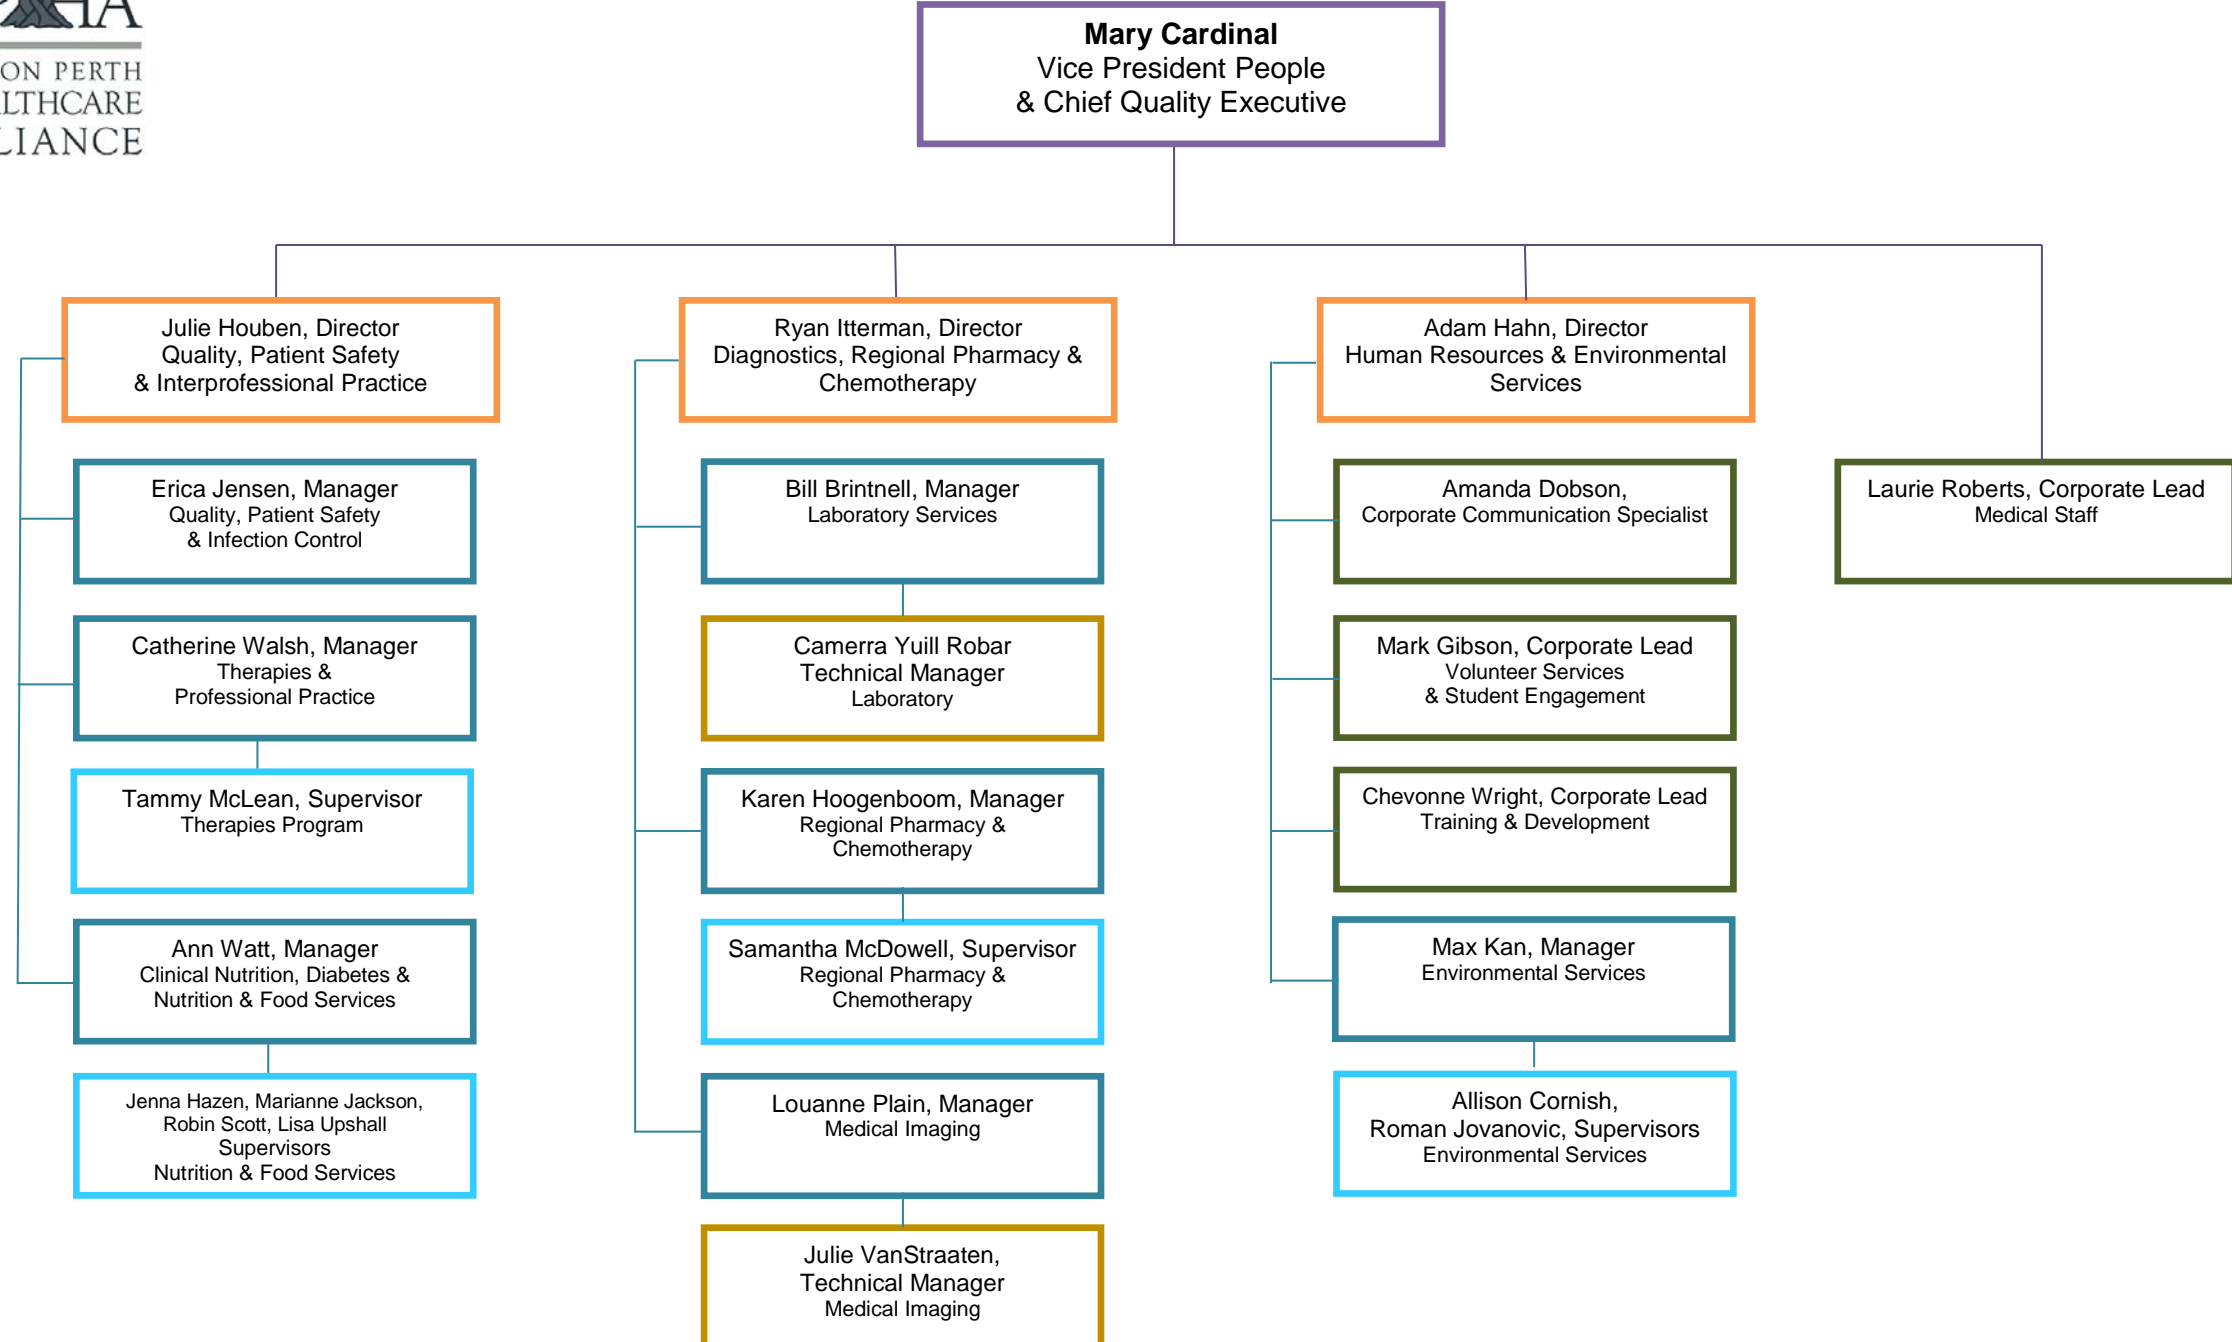 HA
ON PERTH
LTHCARE
LIANCE
Mary Cardinal
Vice President People
& Chief Quality Executive
Julie Houben, Director
Quality, Patient Safety
& Interprofessional Practice
Erica Jensen, Manager
Quality, Patient Safety
& Infection Control
Catherine Walsh, Manager
Therapies &
Professional Practice
Tammy McLean, Supervisor
Therapies Program
Ann Watt, Manager
Clinical Nutrition, Diabetes &
Nutrition & Food Services
Jenna Hazen, Marianne Jackson,
Robin Scott, Lisa Upshall
Supervisors
Nutrition & Food Services
Ryan Itterman, Director
Diagnostics, Regional Pharmacy &
Chemotherapy
Bill Brintnell, Manager
Laboratory Services
Camerra Yuill Robar
Technical Manager
Laboratory
Karen Hoogenboom, Manager
Regional Pharmacy &
Chemotherapy
Samantha McDowell, Supervisor
Regional Pharmacy &
Chemotherapy
Louanne Plain, Manager
Medical Imaging
Julie VanStraaten,
Technical Manager
Medical Imaging
Adam Hahn, Director
Human Resources & Environmental
Services
Amanda Dobson,
Corporate Communication Specialist
Mark Gibson, Corporate Lead
Volunteer Services
& Student Engagement
Chevonne Wright, Corporate Lead
Training & Development
Max Kan, Manager
Environmental Services
Allison Cornish,
Roman Jovanovic, Supervisors
Environmental Services
Laurie Roberts, Corporate Lead
Medical Staff